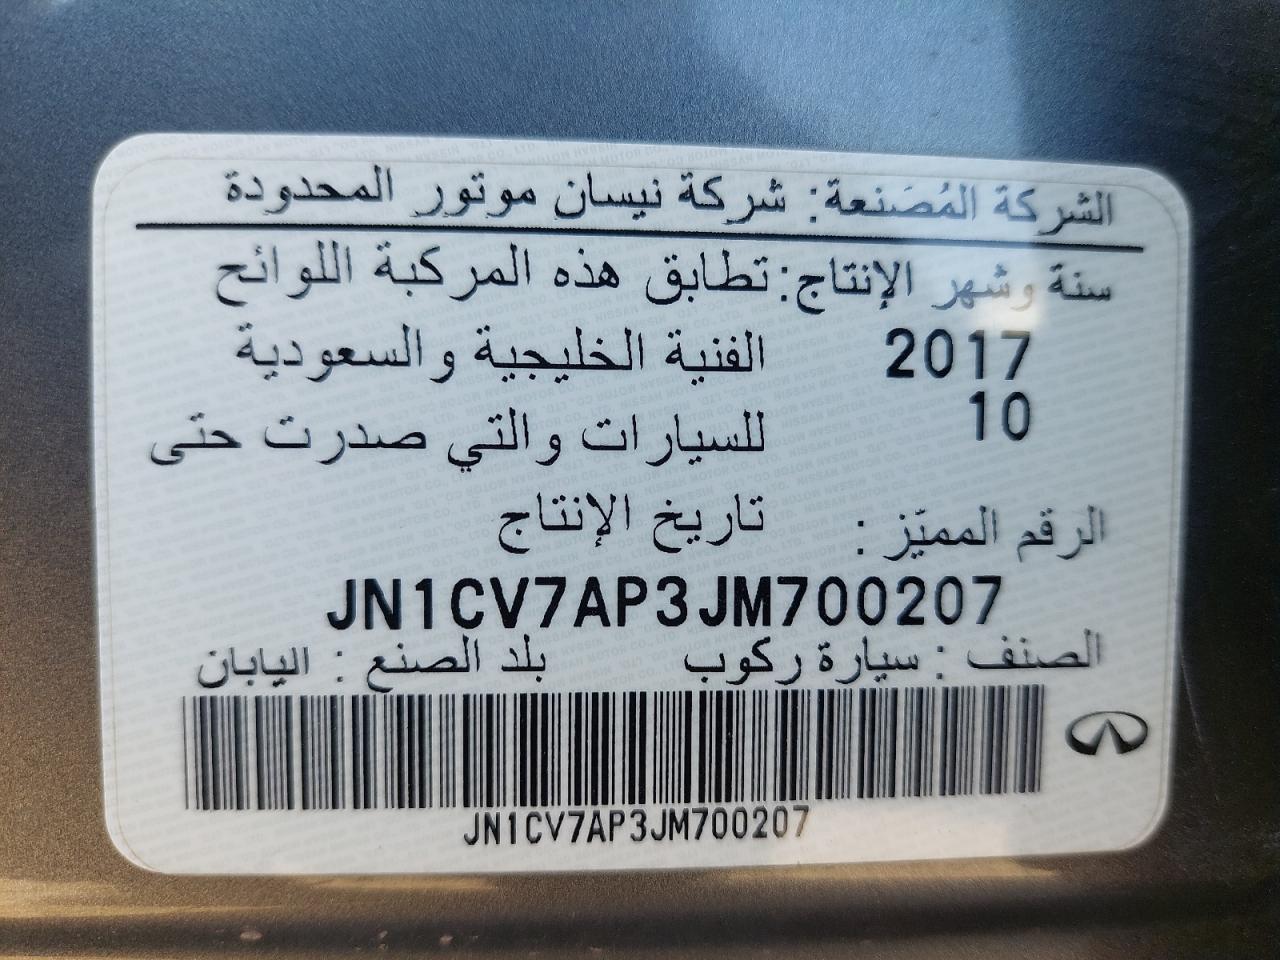 الشركة المُصَنعة: شركة نيسان موتور المحدودة
سنة وشهر الإنتاج:
2017
10
تطابق هذه المركبة اللوائح
الفنية الخليجية والسعودية
للسيارات والتي صدرت حتى
تاريخ الإنتاج
الرقم المميّز :
JN1CV7AP3JM700207
الصنف : سيارة ركوب بلد الصنع : اليابان
JN1CV7AP3JM700207